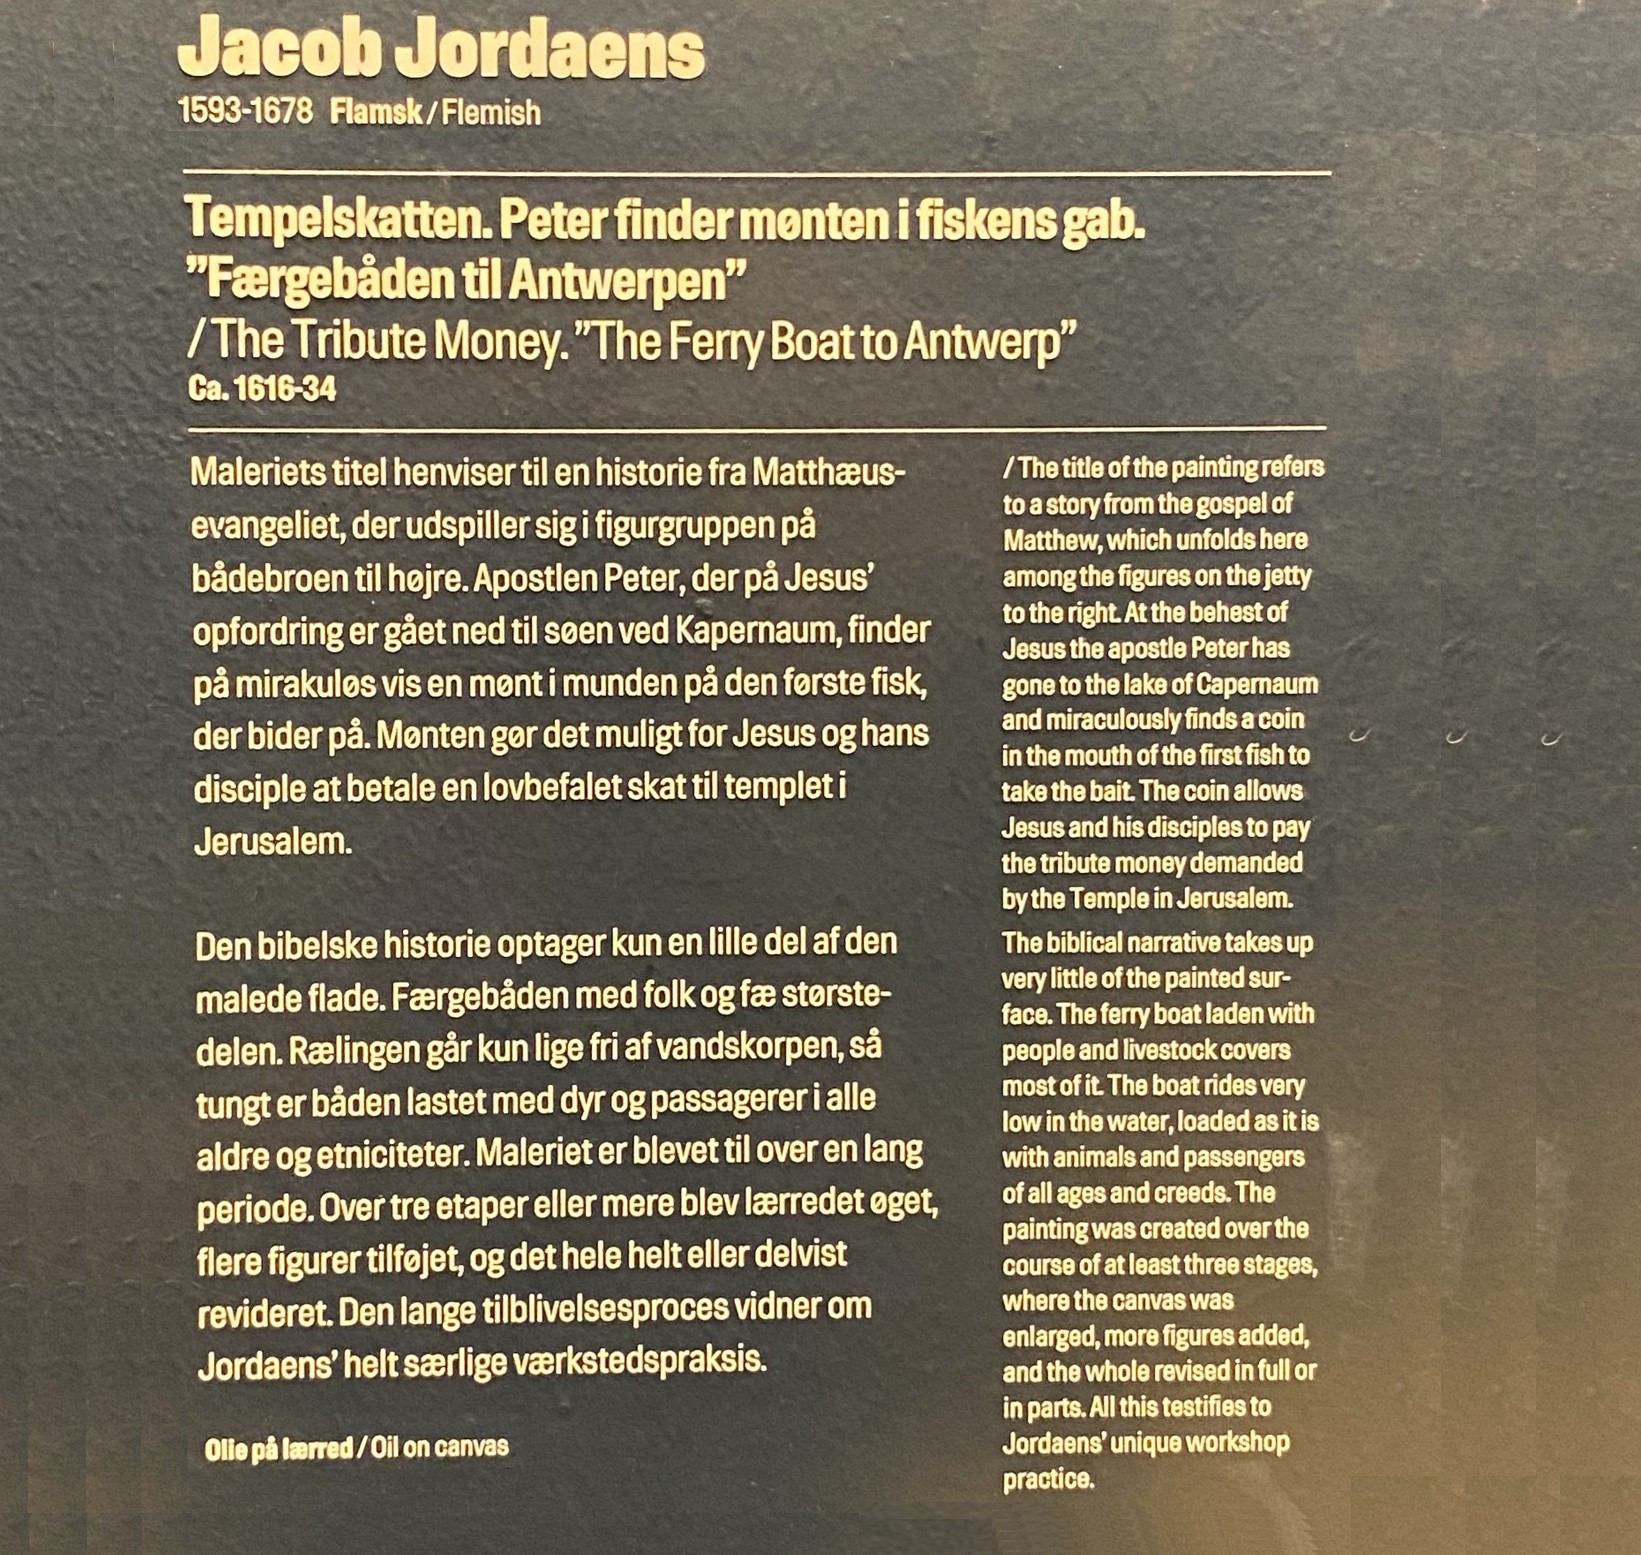 Jacob Jordaens
1593-1678 Flamsk / Flemish
Tempelskatten. Peter finder mønten i fiskens gab.
”Færgebåden til Antwerpen”
/ The Tribute Money. ”The Ferry Boat to Antwerp”
Ca. 1616-34
Maleriets titel henviser til en historie fra Matthæus-
evangeliet, der udspiller sig i figurgruppen på
bådebroen til højre. Apostlen Peter, der på Jesus’
opfordring er gået ned til søen ved Kapernaum, finder
på mirakuløs vis en mønt i munden på den første fisk,
der bider på. Mønten gør det muligt for Jesus og hans
disciple at betale en lovbefalet skat til templet i
Jerusalem.
Den bibelske historie optager kun en lille del af den
malede flade. Færgebåden med folk og fæ største-
delen. Rælingen går kun lige fri af vandskorpen, så
tungt er båden lastet med dyr og passagerer i alle
aldre og etniciteter. Maleriet er blevet til over en lang
periode. Over tre etaper eller mere blev lærredet øget,
flere figurer tilføjet, og det hele helt eller delvist
revideret. Den lange tilblivelsesproces vidner om
Jordaens’ helt særlige værkstedspraksis.
Olie på lærred / Oil on canvas
/ The title of the painting refers
to a story from the gospel of
Matthew, which unfolds here
among the figures on the jetty
to the right. At the behest of
Jesus the apostle Peter has
gone to the lake of Capernaum
and miraculously finds a coin
in the mouth of the first fish to
take the bait. The coin allows
Jesus and his disciples to pay
the tribute money demanded
by the Temple in Jerusalem.
The biblical narrative takes up
very little of the painted sur-
face. The ferry boat laden with
people and livestock covers
most of it. The boat rides very
low in the water, loaded as it is
with animals and passengers
of all ages and creeds. The
painting was created over the
course of at least three stages,
where the canvas was
enlarged, more figures added,
and the whole revised in full or
in parts. All this testifies to
Jordaens’ unique workshop
practice.